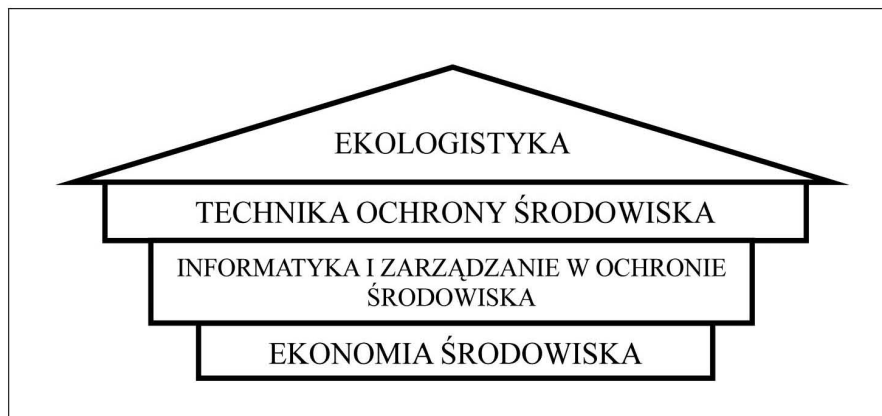 EKOLOGISTYKA
TECHNIKA OCHRONY ŚRODOWISKA
INFORMATYKA I ZARZĄDZANIE W OCHRONIE
ŚRODOWISKA
EKONOMIA ŚRODOWISKA